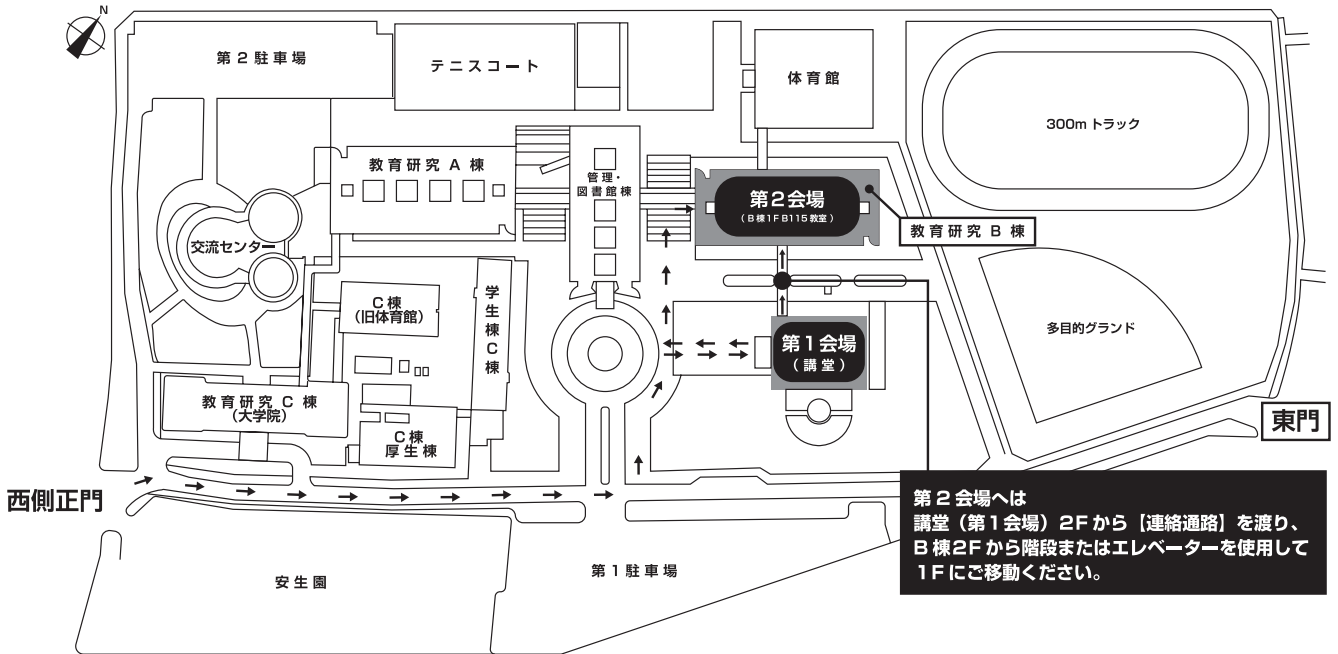 N
第2駐車場
テニスコート
体育館
300mトラック
教育研究A棟
管理・
図書館棟
第2会場
（B棟1FB115教室）
教育研究B棟
交流センター
C棟
（旧体育館）
学生棟C棟
第1会場
（講堂）
多目的グランド
教育研究C棟
（大学院）
C棟
厚生棟
東門
西側正門
第2会場へは
講堂（第1会場）2Fから【連絡通路】を渡り、
B棟2Fから階段またはエレベーターを使用して
1Fにご移動ください。
安生園
第1駐車場